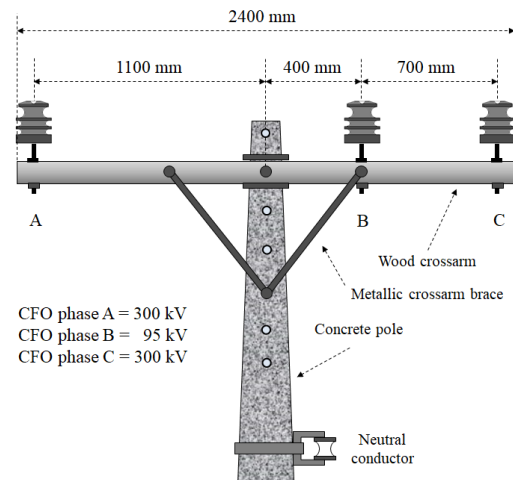 2400 mm
1100 mm
400 mm
700 mm
A
B
C
Wood crossarm
Metallic crossarm brace
CFO phase A = 300 kV
CFO phase B =   95 kV
CFO phase C = 300 kV
Concrete pole
Neutral
conductor